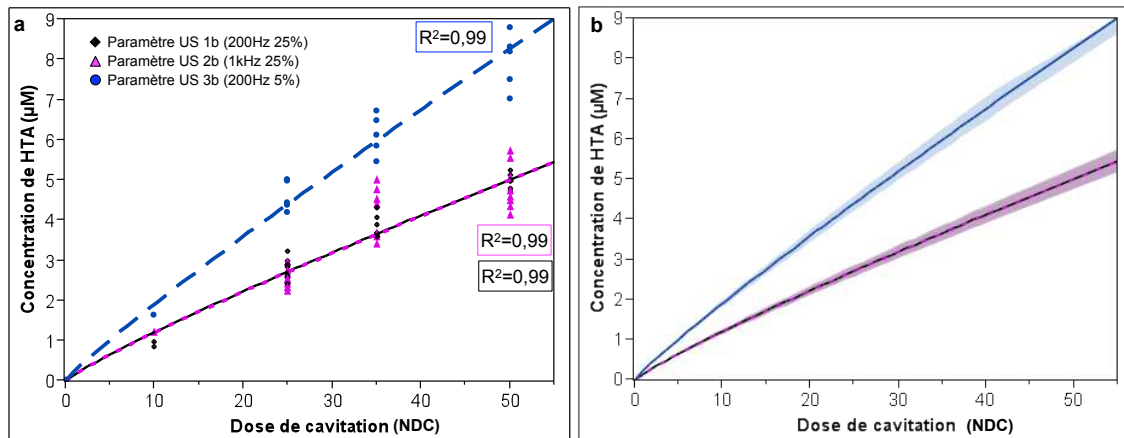 a
Paramètre US 1b (200Hz 25%)
Paramètre US 2b (1kHz 25%)
Paramètre US 3b (200Hz 5%)
R²=0,99
R²=0,99
R²=0,99
Concentration de HTA (µM)
9
8
7
6
5
4
3
2
1
0
0 10 20 30 40 50
Dose de cavitation (NDC)
b
Concentration de HTA (µM)
9
8
7
6
5
4
3
2
1
0
0 10 20 30 40 50
Dose de cavitation (NDC)